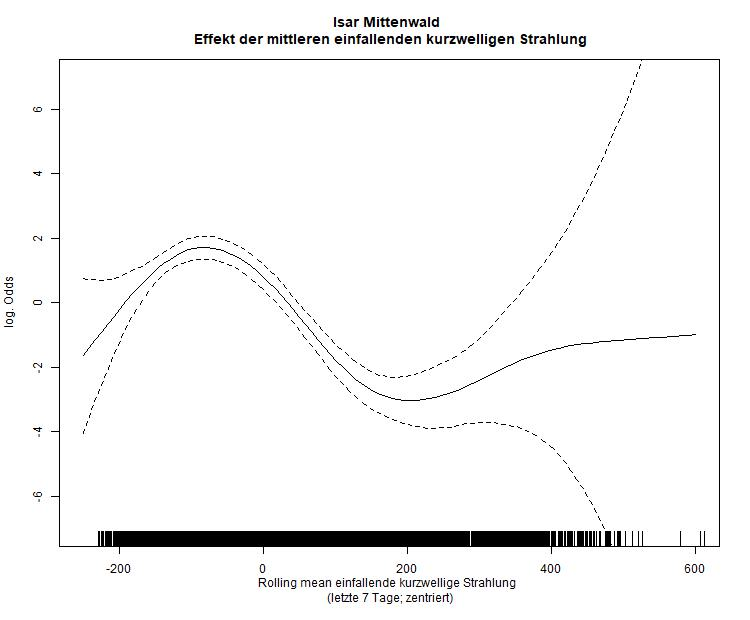 Isar Mittenwald
Effekt der mittleren einfallenden kurzwelligen Strahlung
log. Odds
6
4
2
0
-2
-4
-6
-200 0 200 400 600
Rolling mean einfallende kurzwellige Strahlung
(letzte 7 Tage; zentriert)